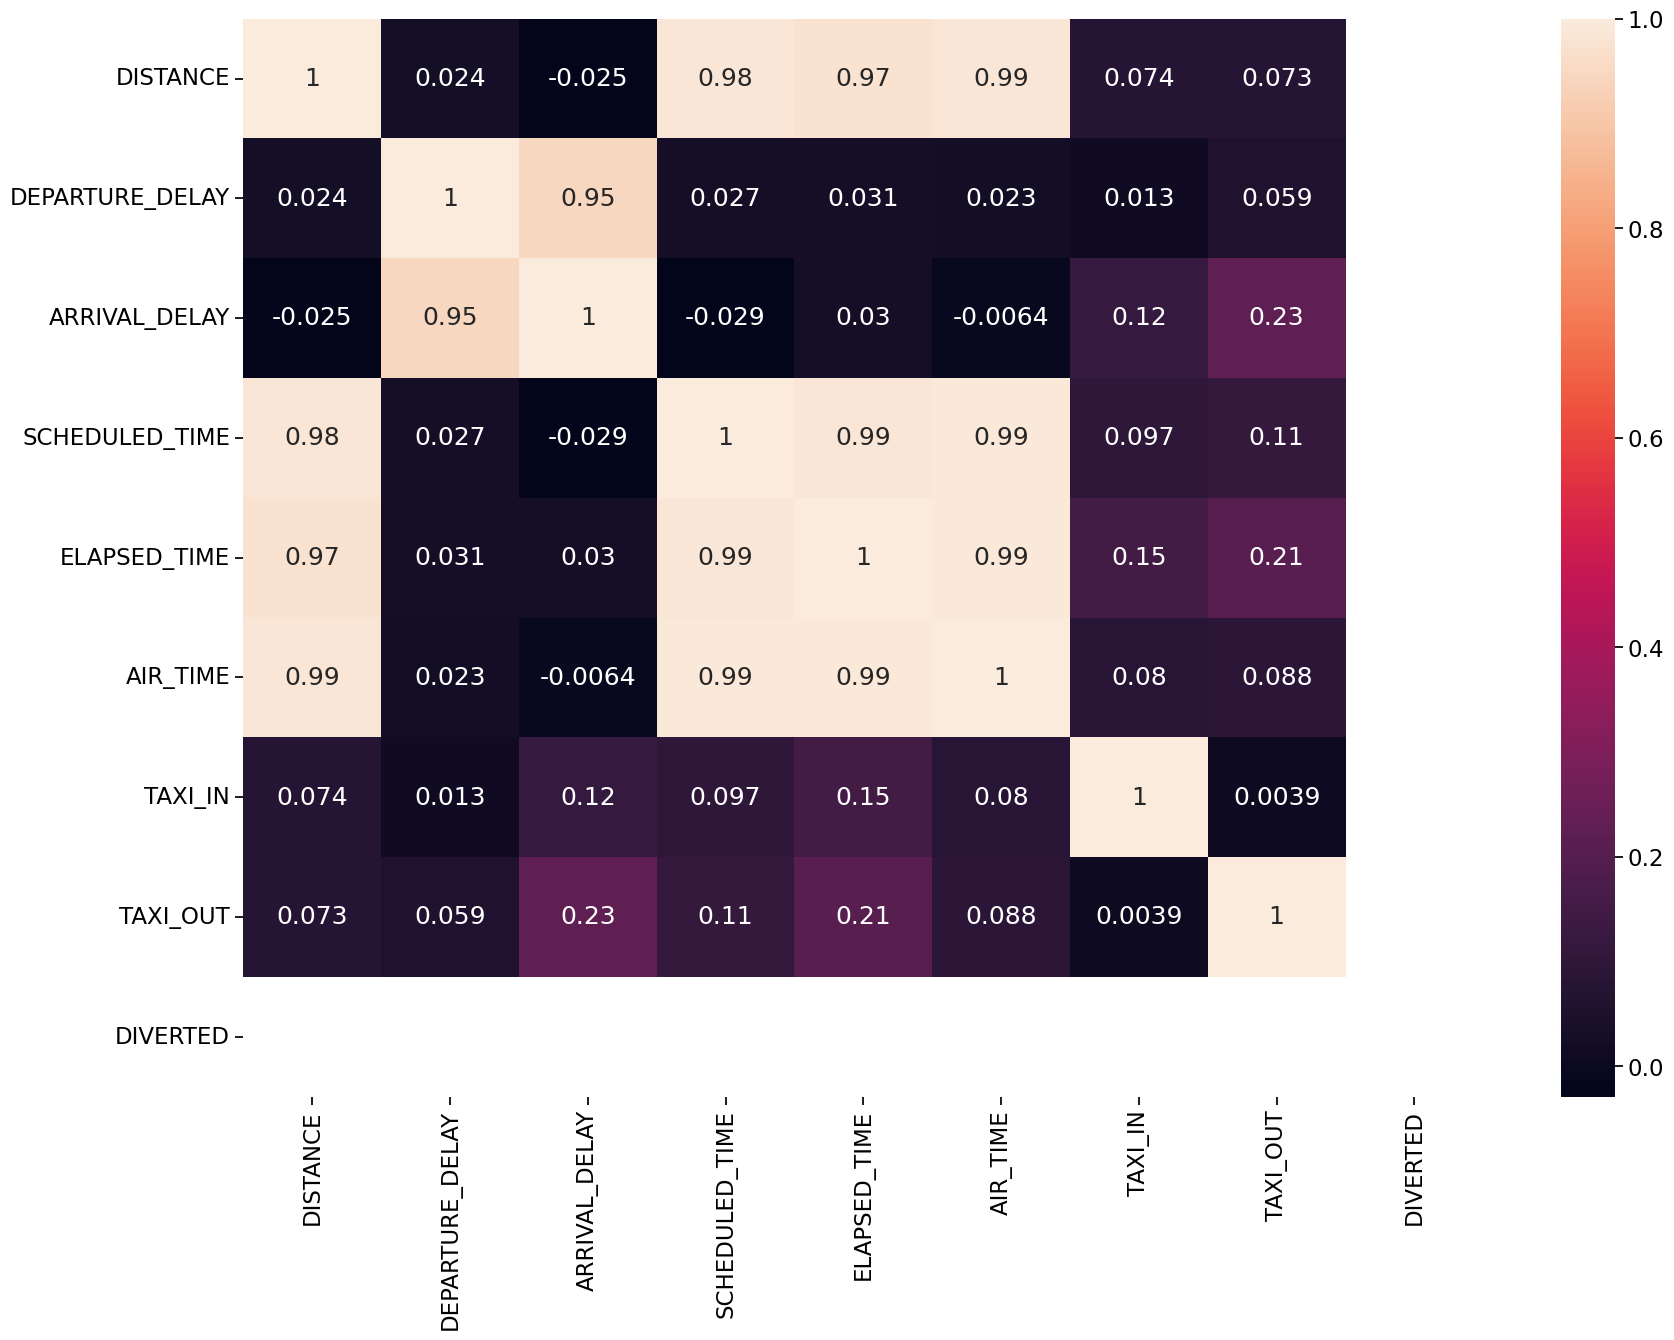 DISTANCE 1 0.024 -0.025 0.98 0.97 0.99 0.074 0.073
DEPARTURE_DELAY 0.024 1 0.95 0.027 0.031 0.023 0.013 0.059
ARRIVAL_DELAY -0.025 0.95 1 -0.029 0.03 -0.0064 0.12 0.23
SCHEDULED_TIME 0.98 0.027 -0.029 1 0.99 0.99 0.097 0.11
ELAPSED_TIME 0.97 0.031 0.03 0.99 1 0.99 0.15 0.21
AIR_TIME 0.99 0.023 -0.0064 0.99 0.99 1 0.08 0.088
TAXI_IN 0.074 0.013 0.12 0.097 0.15 0.08 1 0.0039
TAXI_OUT 0.073 0.059 0.23 0.11 0.21 0.088 0.0039 1
DIVERTED
DISTANCE
DEPARTURE_DELAY
ARRIVAL_DELAY
SCHEDULED_TIME
ELAPSED_TIME
AIR_TIME
TAXI_IN
TAXI_OUT
DIVERTED
1.0
0.8
0.6
0.4
0.2
0.0